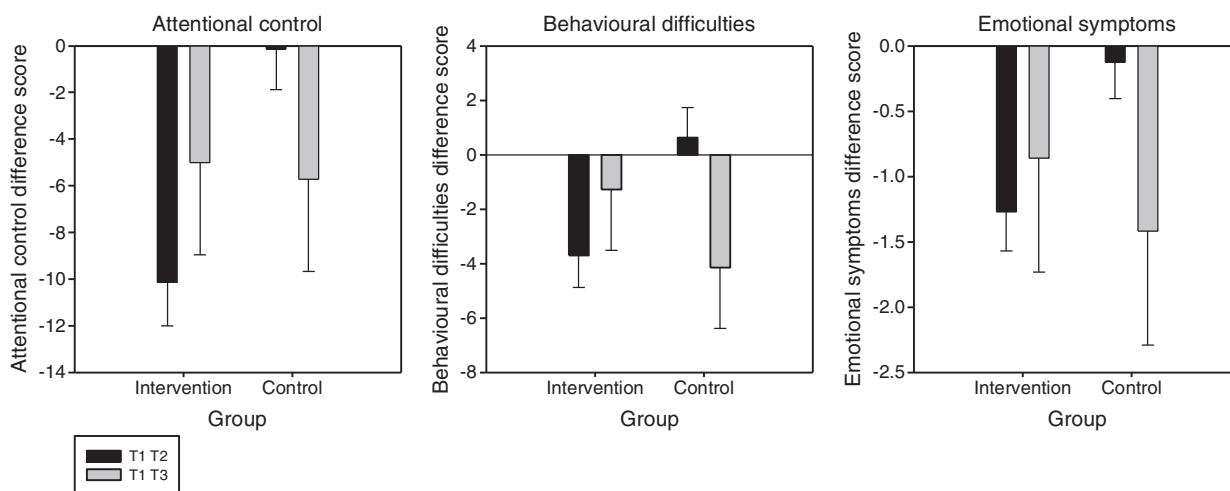 Attentional control
Attentional control difference score
0
-2
-4
-6
-8
-10
-12
-14
Intervention Control
Group
Behavioural difficulties
Behavioural difficulties difference score
4
2
0
-2
-4
-6
-8
Intervention Control
Group
Emotional symptoms
Emotional symptoms difference score
0.0
-0.5
-1.0
-1.5
-2.0
-2.5
Intervention Control
Group
T1 T2
T1 T3